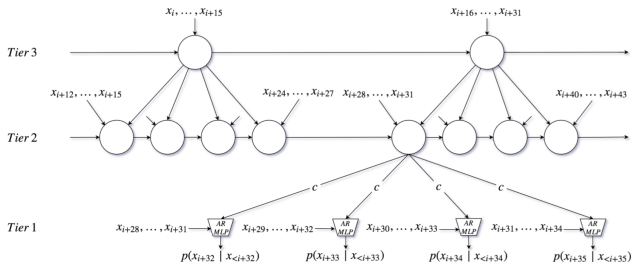 x_i, ..., x_{i+15}
x_{i+16}, ..., x_{i+31}
Tier 3
x_{i+12}, ..., x_{i+15}
x_{i+24}, ..., x_{i+27}
x_{i+28}, ..., x_{i+31}
x_{i+40}, ..., x_{i+43}
Tier 2
c c c c
Tier 1
x_{i+28}, ..., x_{i+31}
AR
MLP
x_{i+29}, ..., x_{i+32}
AR
MLP
x_{i+30}, ..., x_{i+33}
AR
MLP
x_{i+31}, ..., x_{i+34}
AR
MLP
p(x_{i+32} | x_{<i+32})
p(x_{i+33} | x_{<i+33})
p(x_{i+34} | x_{<i+34})
p(x_{i+35} | x_{<i+35})